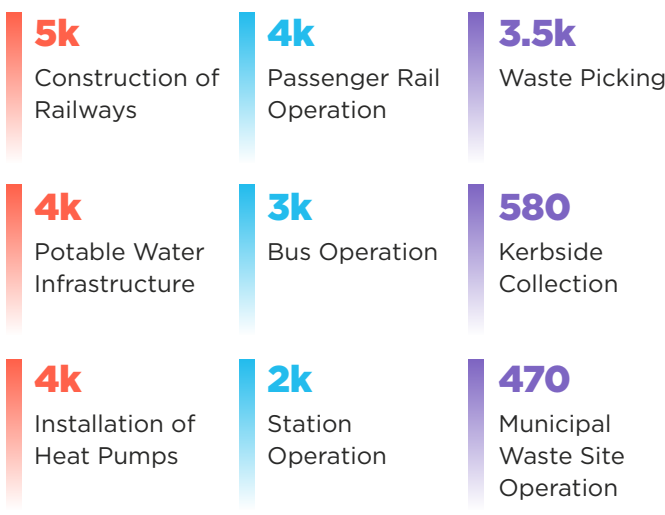 5k
Construction of
Railways
4k
Passenger Rail
Operation
3.5k
Waste Picking
4k
Potable Water
Infrastructure
3k
Bus Operation
580
Kerbside
Collection
4k
Installation of
Heat Pumps
2k
Station
Operation
470
Municipal
Waste Site
Operation